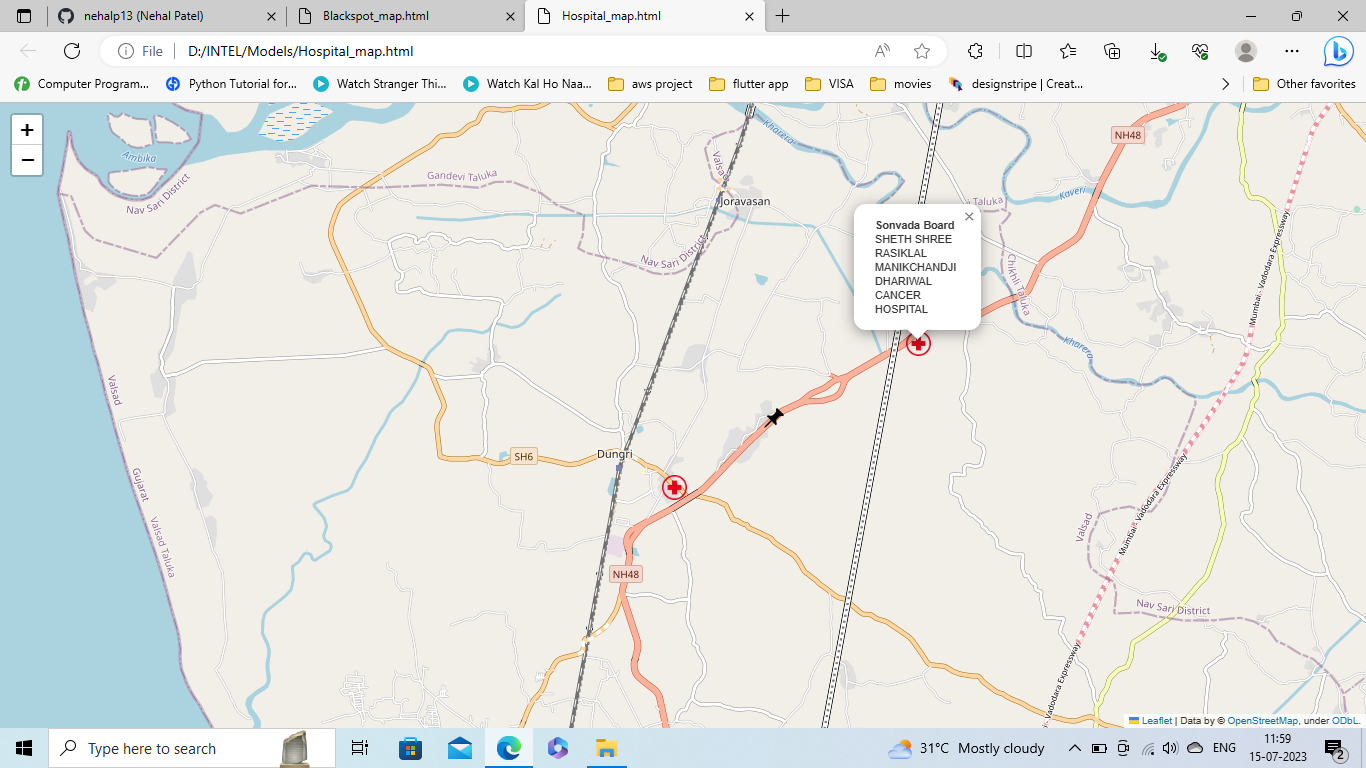 nehalp13 (Nehal Patel)
Blackspot_map.html
Hospital_map.html
File
D:/INTEL/Models/Hospital_map.html
Computer Program...
Python Tutorial for...
Watch Stranger Thi...
Watch Kal Ho Naa...
aws project
flutter app
VISA
movies
designstripe | Creat...
Other favorites
+
−
Ambika
Nav Sari District
Gandevi Taluka
Valsad
Joravasan
Nav Sari District
Kharera
Kaveri
NH48
Taluka
Chikhli Taluka
Mumbai - Vadodara Expressway
Sonvada Board
SHETH SHREE
RASIKLAL
MANIKCHANDJI
DHARIWAL
CANCER
HOSPITAL
Kharera
Valsad
Gujarat
Valsad Taluka
SH6
Dungri
NH48
Mumbai - Vadodara Expressway
Valsad
Nav Sari District
Vadodara Expressway
Leaflet | Data by © OpenStreetMap, under ODbL.
Type here to search
31°C Mostly cloudy
ENG
11:59
15-07-2023
2